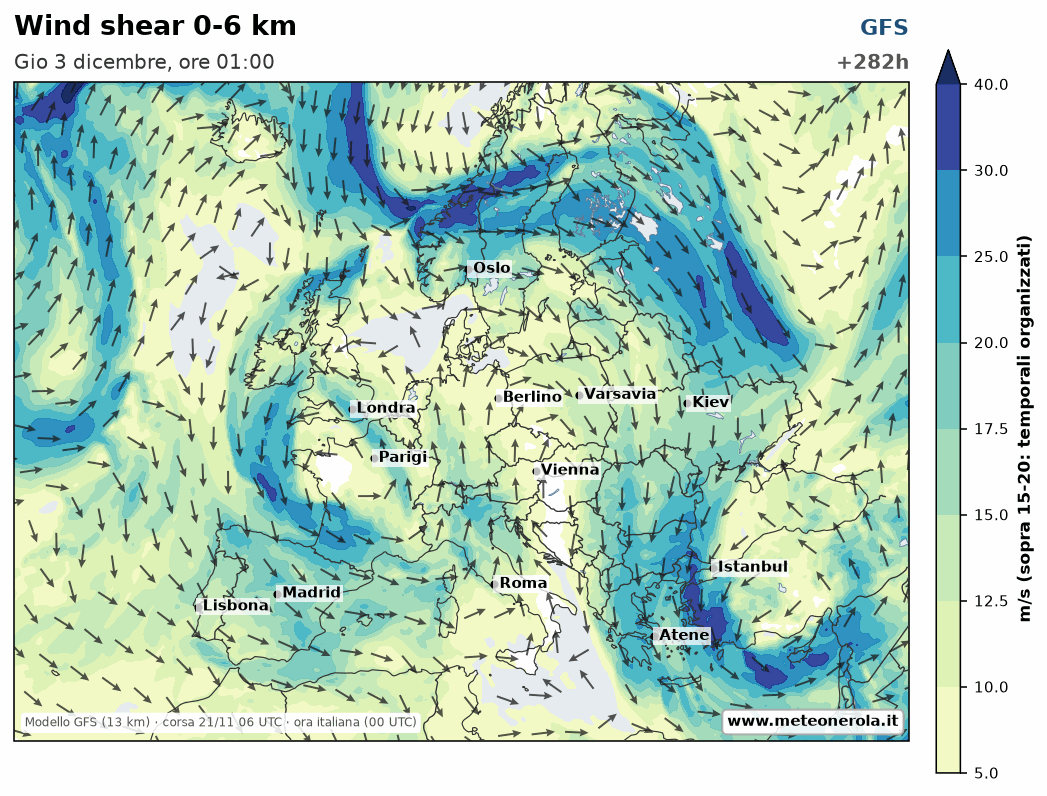 Wind shear 0-6 km
GFS
Gio 3 dicembre, ore 01:00
+282h
40.0
30.0
25.0
20.0
17.5
15.0
12.5
10.0
5.0
m/s (sopra 15-20: temporali organizzati)
Oslo
Berlino
Varsavia
Kiev
Londra
Parigi
Vienna
Istanbul
Roma
Madrid
Lisbona
Atene
Modello GFS (13 km) · corsa 21/11 06 UTC · ora italiana (00 UTC)
www.meteonerola.it